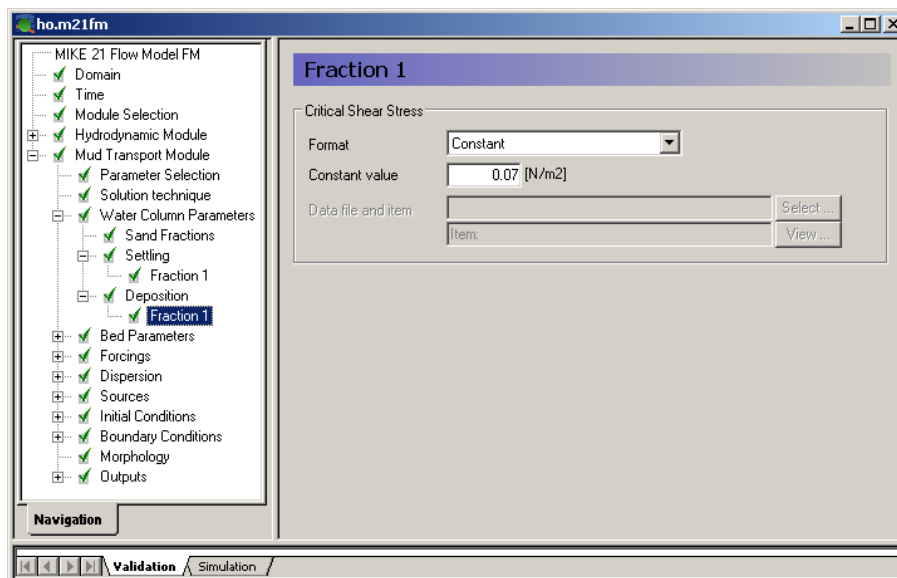 ho.m21fm
MIKE 21 Flow Model FM
Domain
Time
Module Selection
Hydrodynamic Module
Mud Transport Module
Parameter Selection
Solution technique
Water Column Parameters
Sand Fractions
Settling
Fraction 1
Deposition
Fraction 1
Bed Parameters
Forcings
Dispersion
Sources
Initial Conditions
Boundary Conditions
Morphology
Outputs
Navigation
Fraction 1
Critical Shear Stress
Format Constant
Constant value 0.07 [N/m2]
Data file and item Select ...
Item: View ...
Validation Simulation